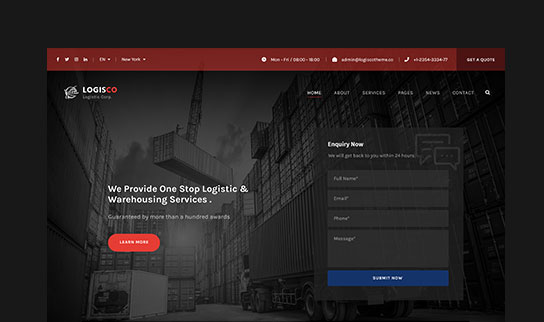 EN
New York
Mon - Fri / 08:00 - 18:00
admin@logiscotheme.co
+1-2354-3334-77
GET A QUOTE
LOGISCO
Logistic Corp.
HOME
ABOUT
SERVICES
PAGES
NEWS
CONTACT
We Provide One Stop Logistic &
Warehousing Services .
Guaranteed by more than a hundred awards
LEARN MORE
Enquiry Now
We will get back to you within 24 hours.
Full Name*
Email*
Phone*
Message*
SUBMIT NOW